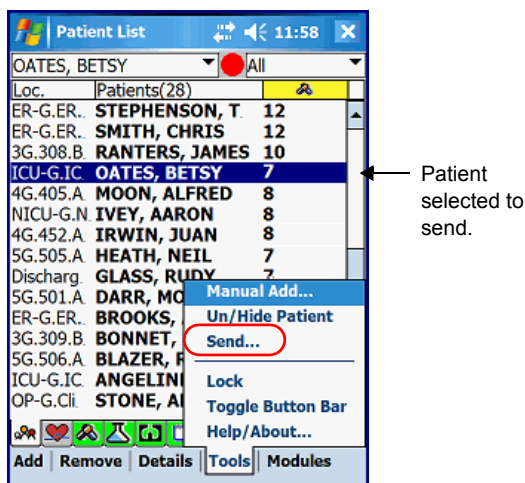 Patient List 11:58
OATES, BETSY All
Loc. Patients(28)
ER-G.ER.. STEPHENSON, T. 12
ER-G.ER.. SMITH, CHRIS 12
3G.308.B. RANTERS, JAMES 10
ICU-G.IC. OATES, BETSY 7
4G.405.A. MOON, ALFRED 8
NICU-G.N. IVEY, AARON 8
4G.452.A. IRWIN, JUAN 8
5G.505.A. HEATH, NEIL 7
Discharg. GLASS, RUDY 7
5G.501.A. DARR, MO
ER-G.ER.. BROOKS,
3G.309.B. BONNET,
5G.506.A. BLAZER, R
ICU-G.IC. ANGELINI
OP-G.Cli. STONE, Al
Manual Add...
Un/Hide Patient
Send...
Lock
Toggle Button Bar
Help/About...
Add Remove Details Tools Modules
Patient
selected to
send.